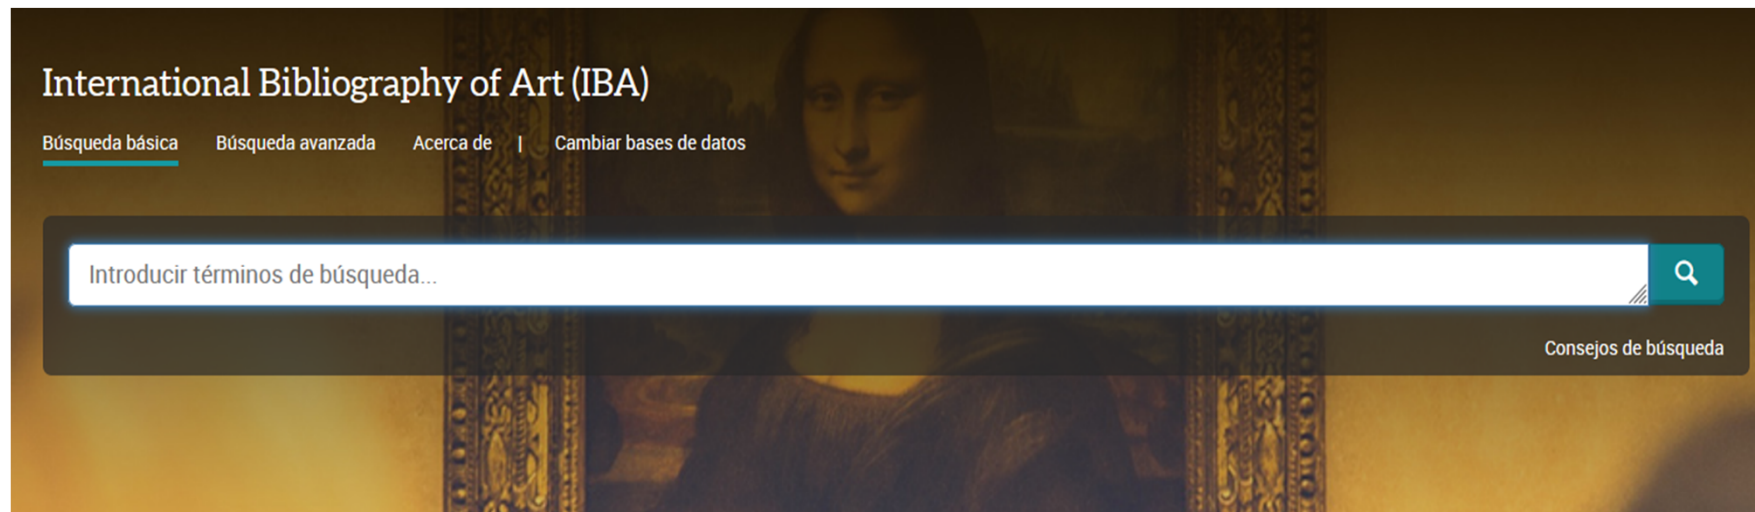 International Bibliography of Art (IBA)
Búsqueda básica Búsqueda avanzada Acerca de | Cambiar bases de datos
Introducir términos de búsqueda...
Consejos de búsqueda